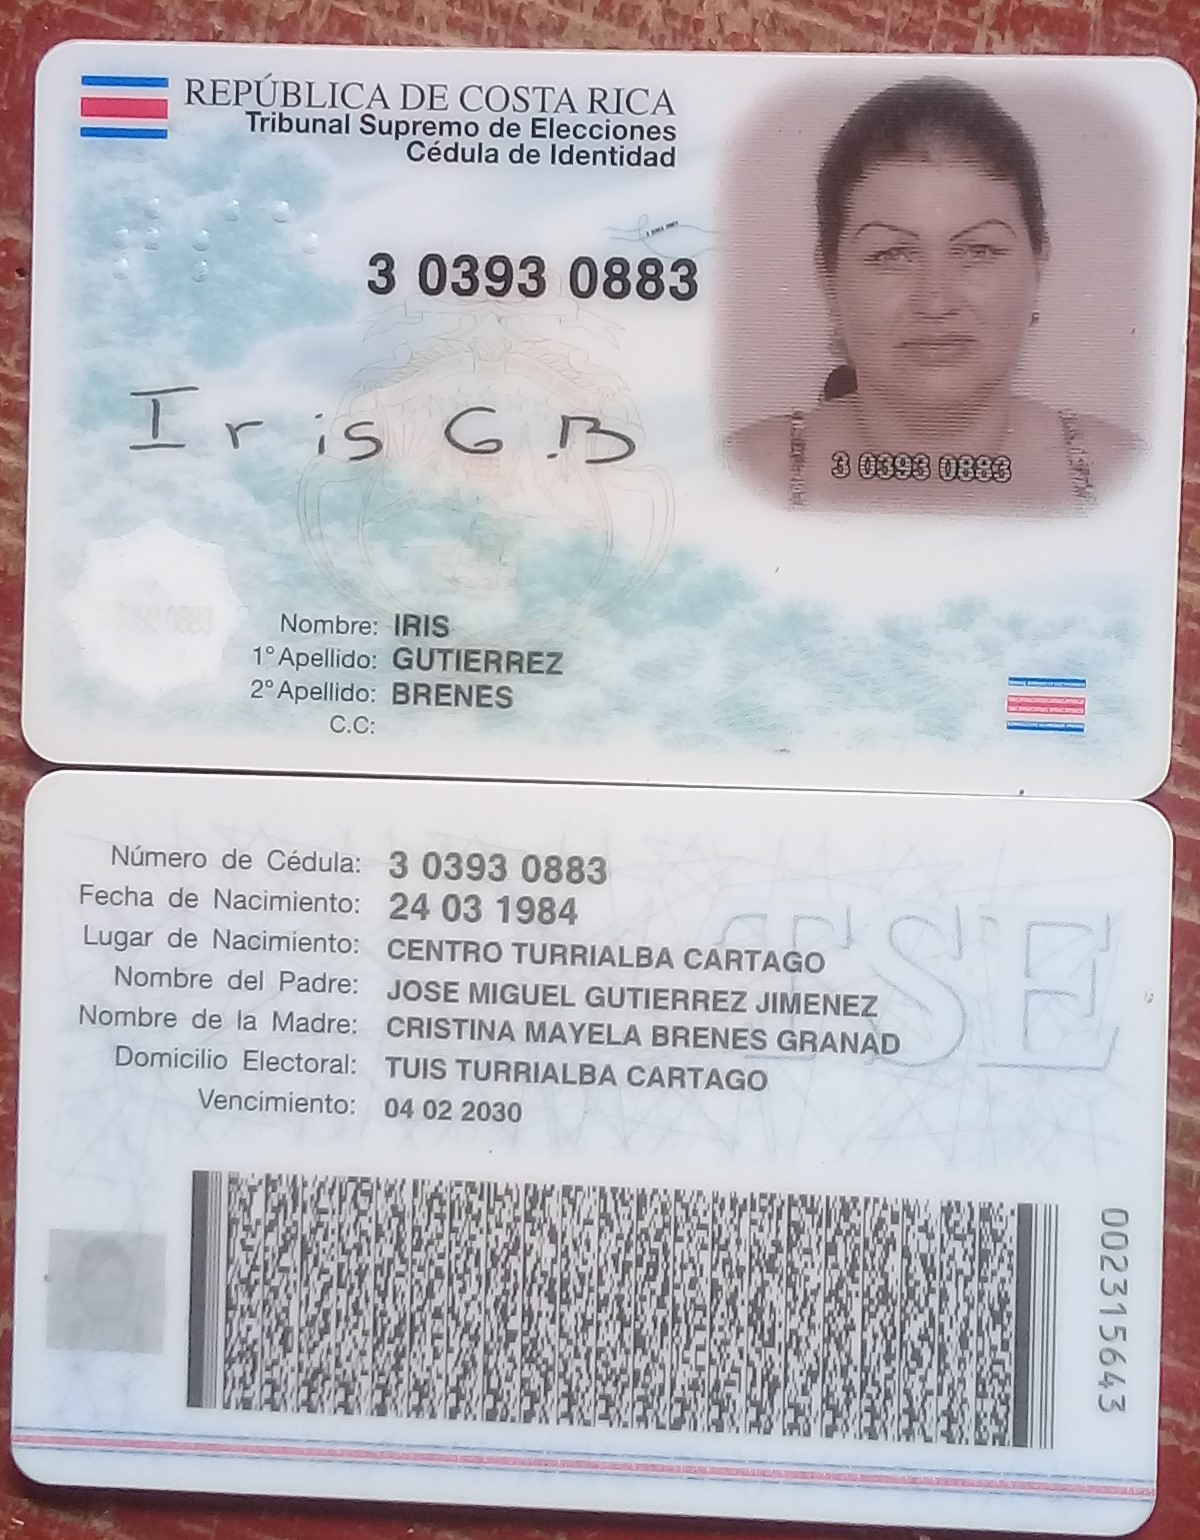 REPÚBLICA DE COSTA RICA
Tribunal Supremo de Elecciones
Cédula de Identidad
3 0393 0883
Iris G.B
3 0393 0883
3 0393 0883
Nombre: IRIS
1° Apellido: GUTIERREZ
2° Apellido: BRENES
C.C:
Número de Cédula: 3 0393 0883
Fecha de Nacimiento: 24 03 1984
Lugar de Nacimiento: CENTRO TURRIALBA CARTAGO
Nombre del Padre: JOSE MIGUEL GUTIERREZ JIMENEZ
Nombre de la Madre: CRISTINA MAYELA BRENES GRANAD
Domicilio Electoral: TUIS TURRIALBA CARTAGO
Vencimiento: 04 02 2030
TSE
002315643